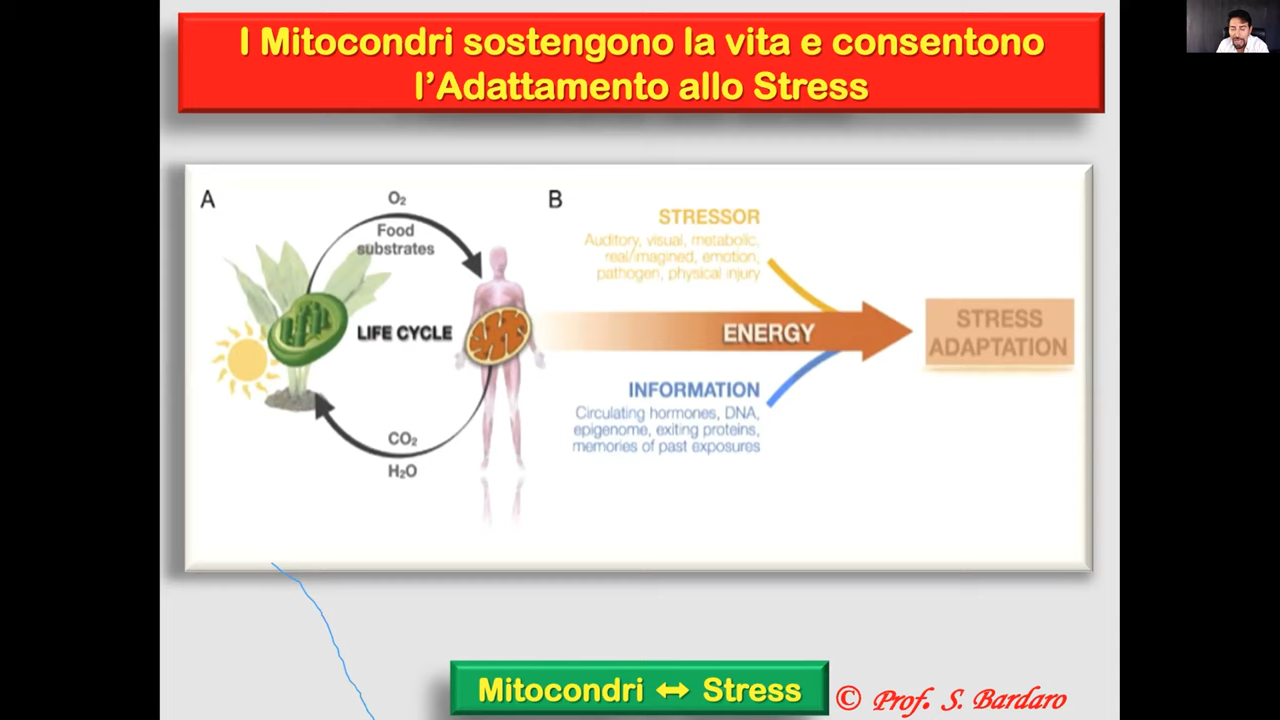 I Mitocondri sostengono la vita e consentono
l'Adattamento allo Stress
A
O₂
Food
substrates
LIFE CYCLE
CO₂
H₂O
B
STRESSOR
Auditory, visual, metabolic,
real/imagined, emotion,
pathogen, physical injury
ENERGY
STRESS
ADAPTATION
INFORMATION
Circulating hormones, DNA,
epigenome, exiting proteins,
memories of past exposures
Mitocondri ↔ Stress
© Prof. S. Bardaro